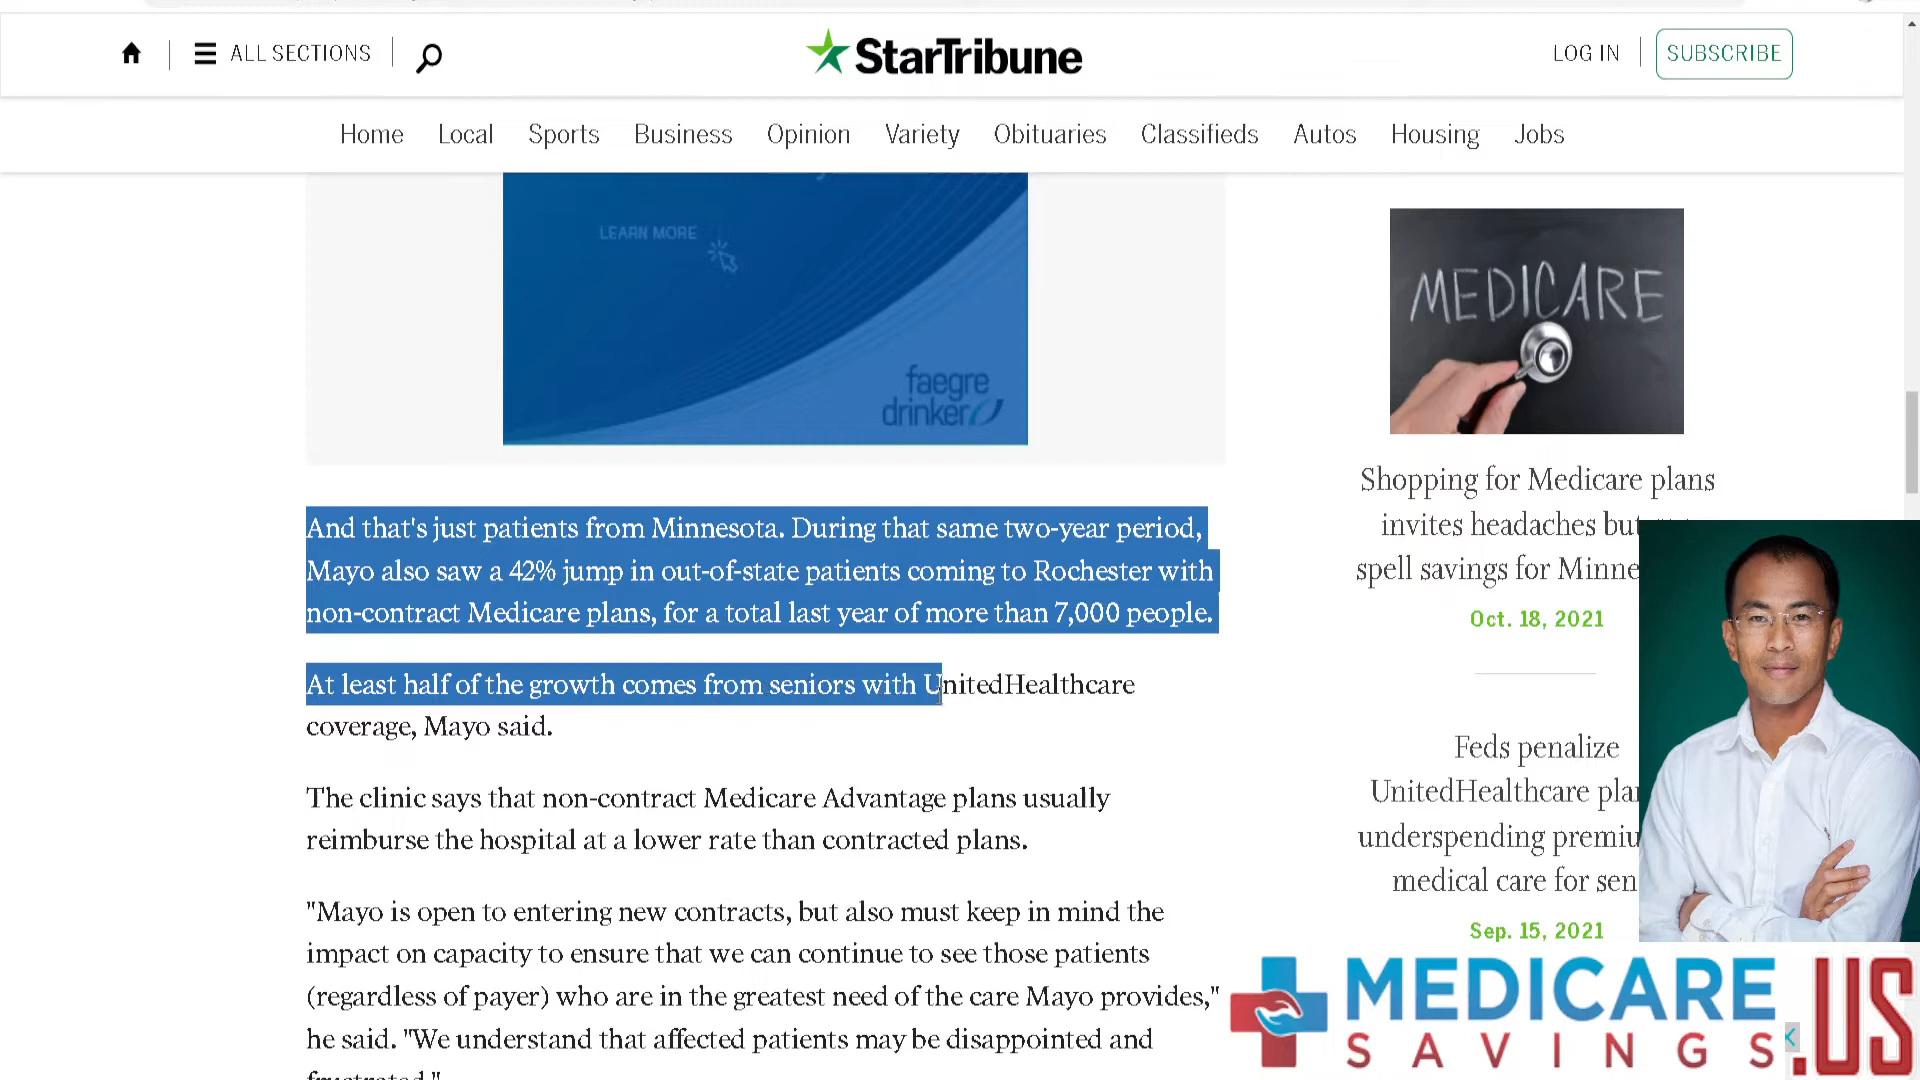 ALL SECTIONS
StarTribune
LOG IN
SUBSCRIBE
Home Local Sports Business Opinion Variety Obituaries Classifieds Autos Housing Jobs
LEARN MORE
faegre
drinker
And that's just patients from Minnesota. During that same two-year period,
Mayo also saw a 42% jump in out-of-state patients coming to Rochester with
non-contract Medicare plans, for a total last year of more than 7,000 people.
At least half of the growth comes from seniors with UnitedHealthcare
coverage, Mayo said.
The clinic says that non-contract Medicare Advantage plans usually
reimburse the hospital at a lower rate than contracted plans.
"Mayo is open to entering new contracts, but also must keep in mind the
impact on capacity to ensure that we can continue to see those patients
(regardless of payer) who are in the greatest need of the care Mayo provides,"
he said. "We understand that affected patients may be disappointed and
frustrated."
MEDICARE
Shopping for Medicare plans
invites headaches but
spell savings for Minne
Oct. 18, 2021
Feds penalize
UnitedHealthcare plan
underspending premiu
medical care for sen
Sep. 15, 2021
MEDICARE
SAVINGS
.US